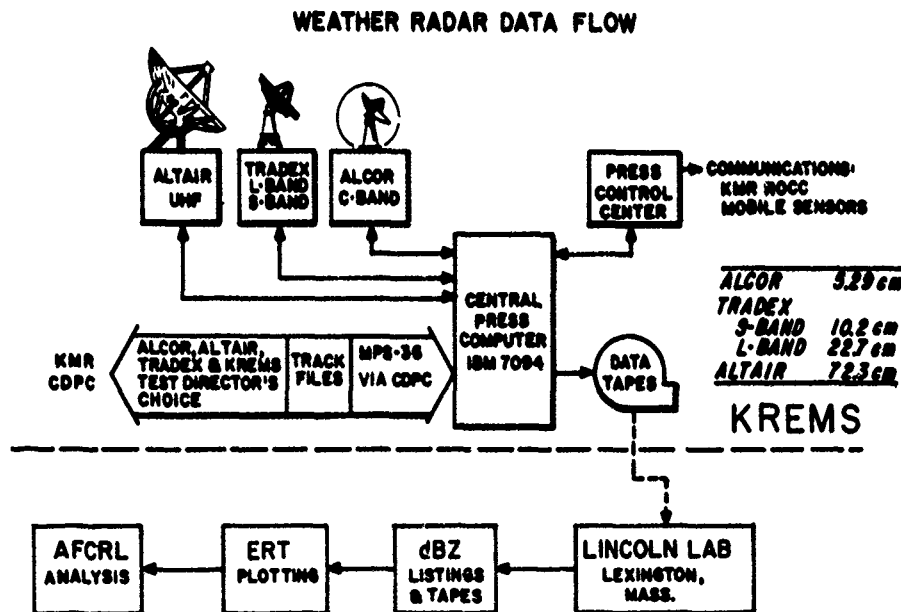 WEATHER RADAR DATA FLOW
ALTAIR
UHF
TRADEX
L-BAND
S-BAND
ALCOR
C-BAND
PRESS
CONTROL
CENTER
COMMUNICATIONS:
KMR ROCC
MOBILE SENSORS
CENTRAL
PRESS
COMPUTER
IBM 7094
KMR
CDPC
ALCOR, ALTAIR,
TRADEX & KREMS
TEST DIRECTOR'S
CHOICE
TRACK
FILES
MPS-36
VIA CDPC
DATA
TAPES
ALCOR 5.29 cm
TRADEX
S-BAND 10.2 cm
L-BAND 22.7 cm
ALTAIR 72.3 cm
KREMS
AFCRL
ANALYSIS
ERT
PLOTTING
dBZ
LISTINGS
& TAPES
LINCOLN LAB
LEXINGTON,
MASS.